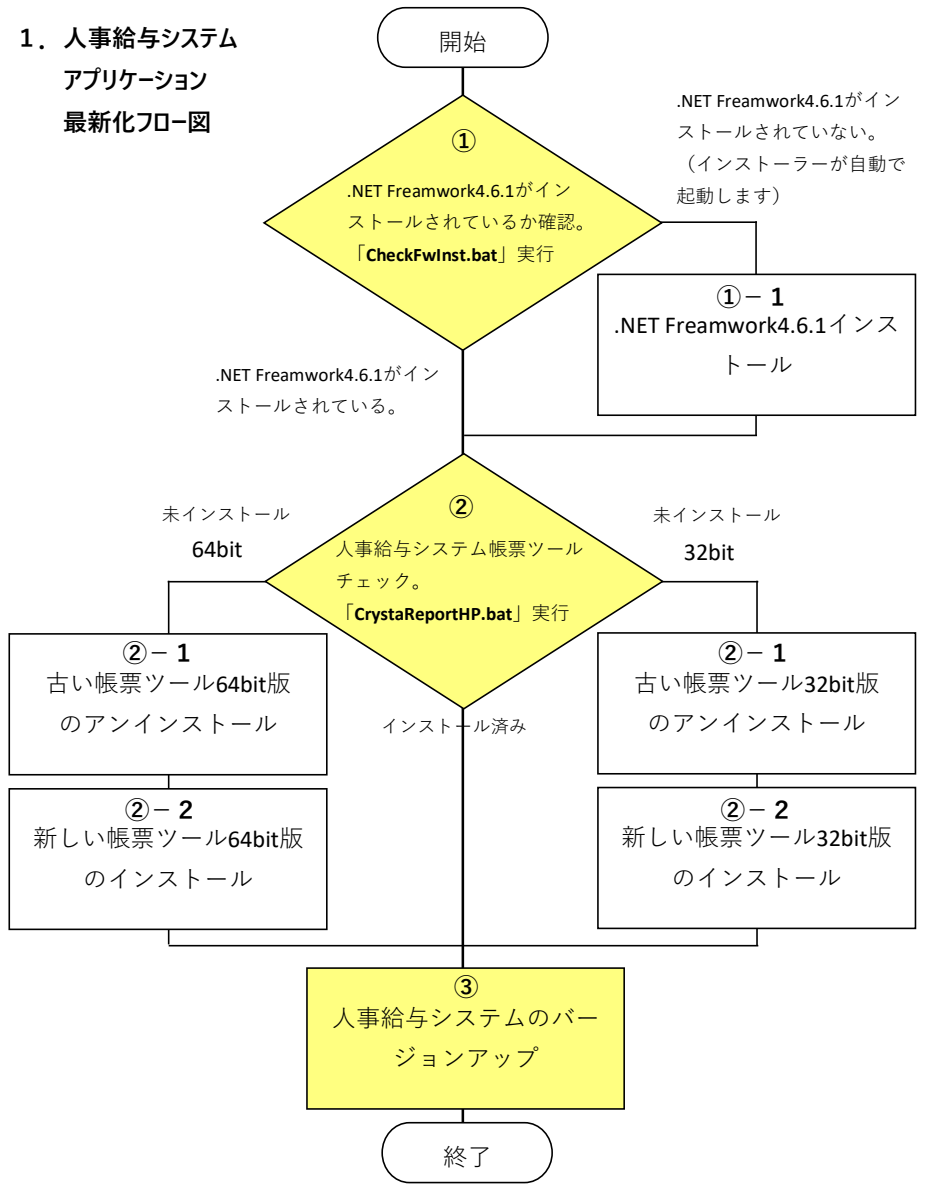 １．人事給与システム
アプリケーション
最新化フロー図
開始
.NET Freamwork4.6.1がイン
ストールされていない。
（インストーラーが自動で
起動します）
①
.NET Freamwork4.6.1がイン
ストールされているか確認。
「CheckFwInst.bat」実行
①－１
.NET Freamwork4.6.1インス
トール
.NET Freamwork4.6.1がイン
ストールされている。
②
人事給与システム帳票ツール
チェック。
「CrystaReportHP.bat」実行
未インストール
64bit
未インストール
32bit
②－１
古い帳票ツール64bit版
のアンインストール
②－１
古い帳票ツール32bit版
のアンインストール
インストール済み
②－２
新しい帳票ツール64bit版
のインストール
②－２
新しい帳票ツール32bit版
のインストール
③
人事給与システムのバー
ジョンアップ
終了